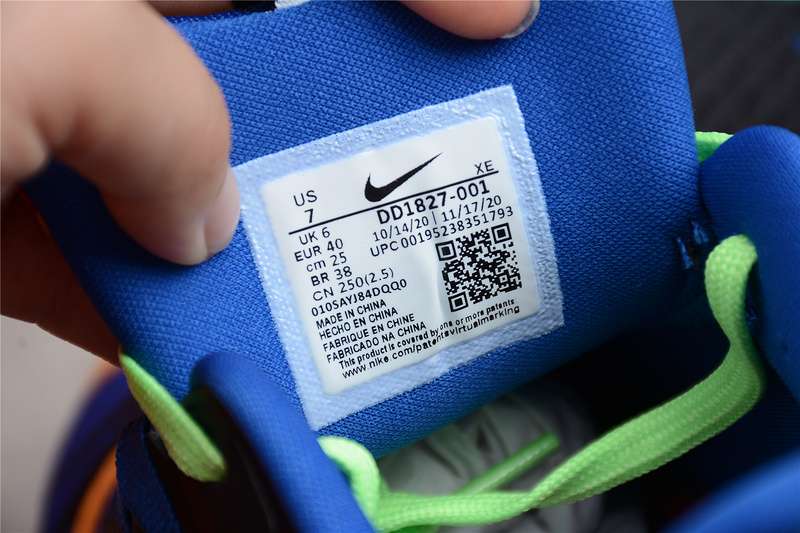 US
7
XE
DD1827-001
UK 6
10/14/20 | 11/17/20
EUR 40
UPC 00195238351793
cm 25
BR 38
CN 250(2.5)
010SAYJ84DQQ0
MADE IN CHINA
HECHO EN CHINA
FABRIQUE EN CHINE
FABRICADO NA CHINA
This product is covered by one or more patents
www.nike.com/patentsvirtualmarking